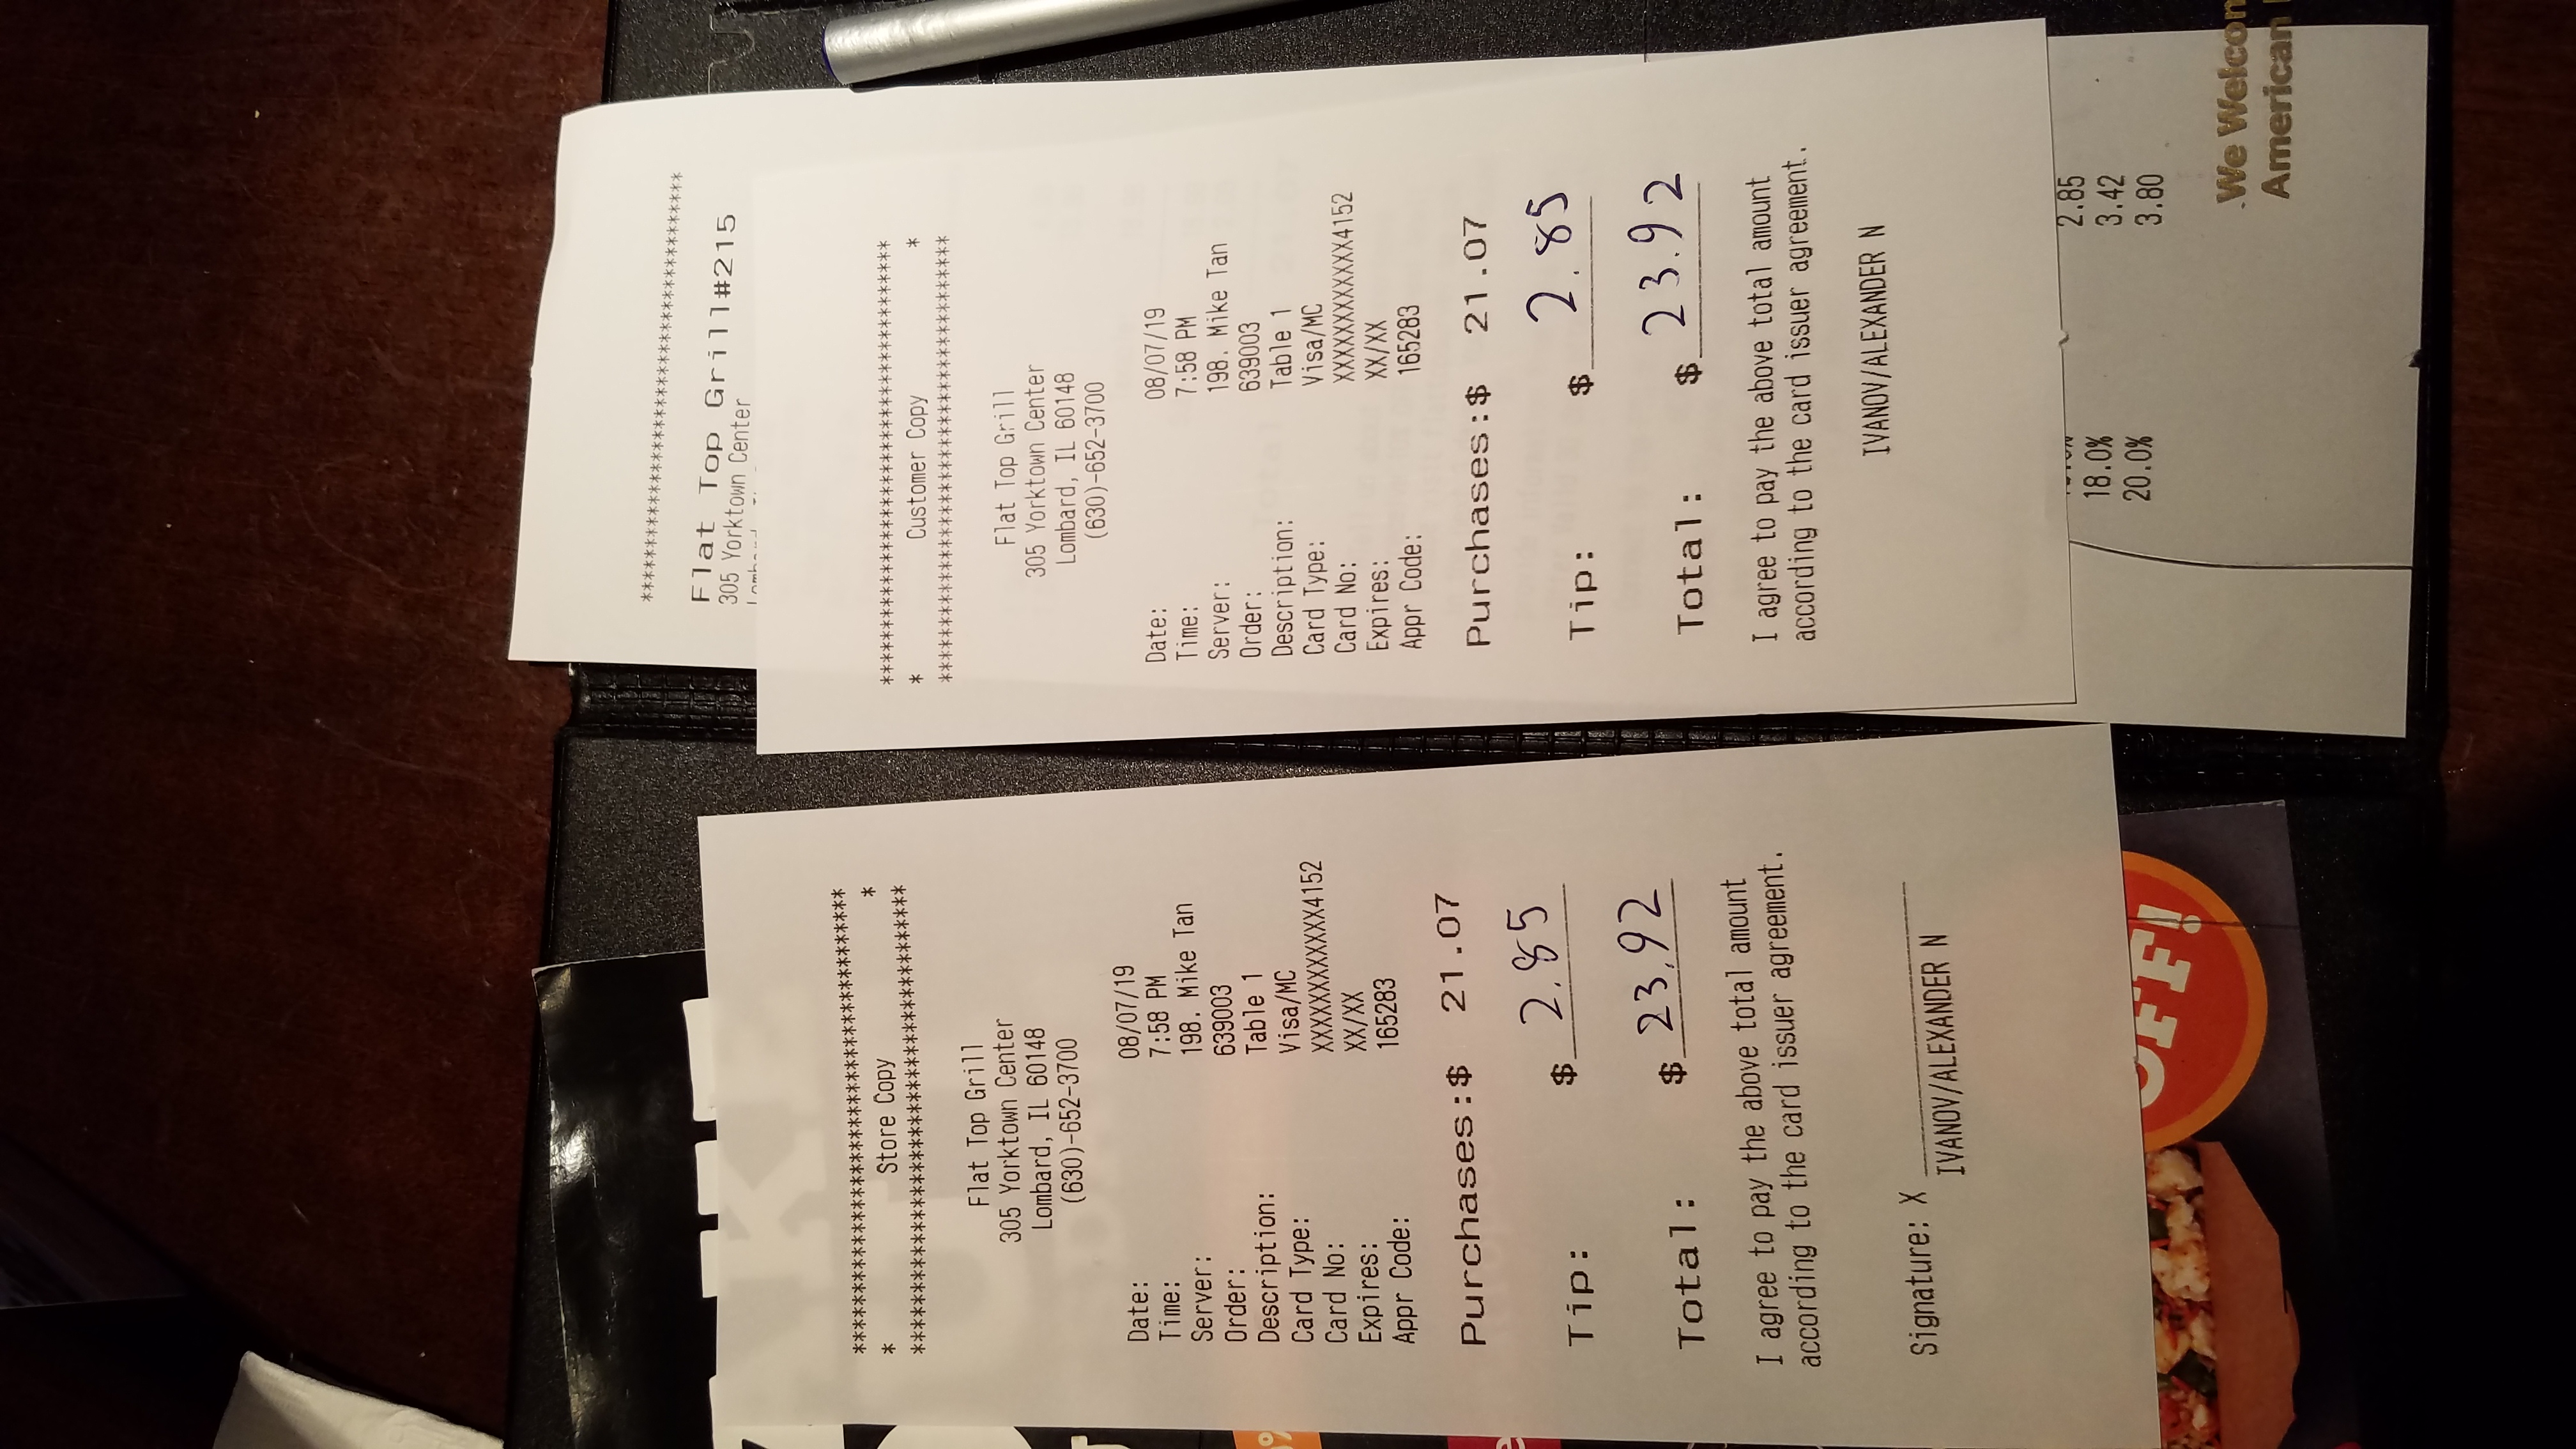 AKE
****************************************
* Store Copy *
****************************************
Flat Top Grill
305 Yorktown Center
Lombard, IL 60148
(630)-652-3700
Date: 08/07/19
Time: 7:58 PM
Server: 198. Mike Tan
Order: 639003
Description: Table 1
Card Type: Visa/MC
Card No: XXXXXXXXXXXX4152
Expires: XX/XX
Appr Code: 165283
Purchases:$ 21.07
Tip: $ 2.85
Total: $ 23.92
I agree to pay the above total amount
according to the card issuer agreement.
Signature: X
IVANOV/ALEXANDER N
OFF!
****************************************
Flat Top Grill#215
305 Yorktown Center
****************************************
* Customer Copy *
****************************************
Flat Top Grill
305 Yorktown Center
Lombard, IL 60148
(630)-652-3700
Date: 08/07/19
Time: 7:58 PM
Server: 198. Mike Tan
Order: 639003
Description: Table 1
Card Type: Visa/MC
Card No: XXXXXXXXXXXX4152
Expires: XX/XX
Appr Code: 165283
Purchases:$ 21.07
Tip: $ 2.85
Total: $ 23.92
I agree to pay the above total amount
according to the card issuer agreement.
IVANOV/ALEXANDER N
2.85
18.0% 3.42
20.0% 3.80
We Welcom
American